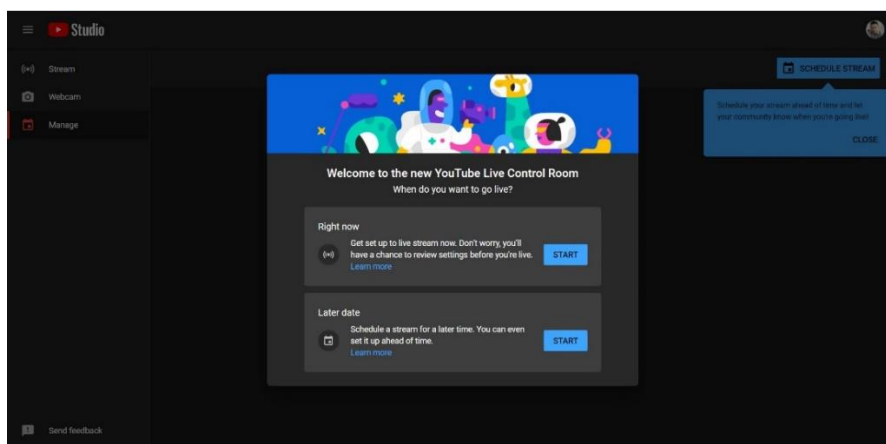 Studio
Stream
SCHEDULE STREAM
Webcam
Schedule your stream ahead of time and let
your community know when you're going live!
Manage
CLOSE
Welcome to the new YouTube Live Control Room
When do you want to go live?
Right now
Get set up to live stream now. Don't worry, you'll
have a chance to review settings before you're live.
Learn more
START
Later date
Schedule a stream for a later time. You can even
set it up ahead of time.
Learn more
START
Send feedback